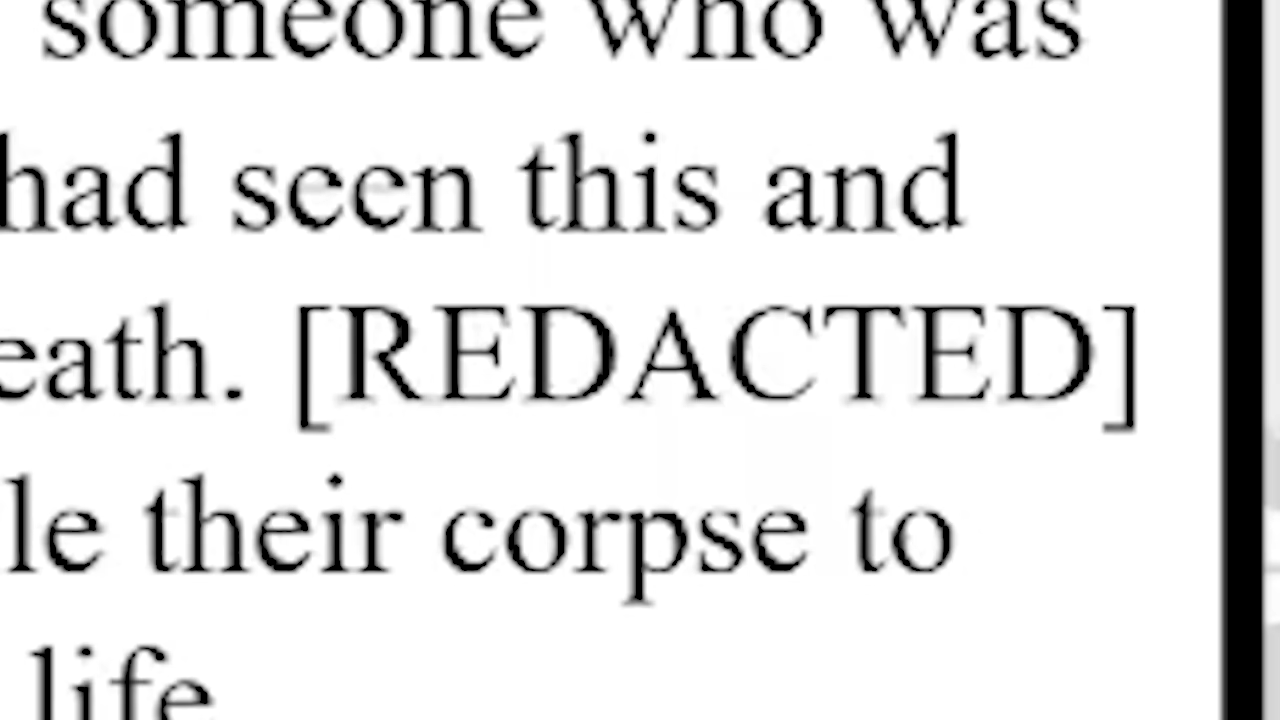 someone who was
had seen this and
eath. [REDACTED]
le their corpse to
life